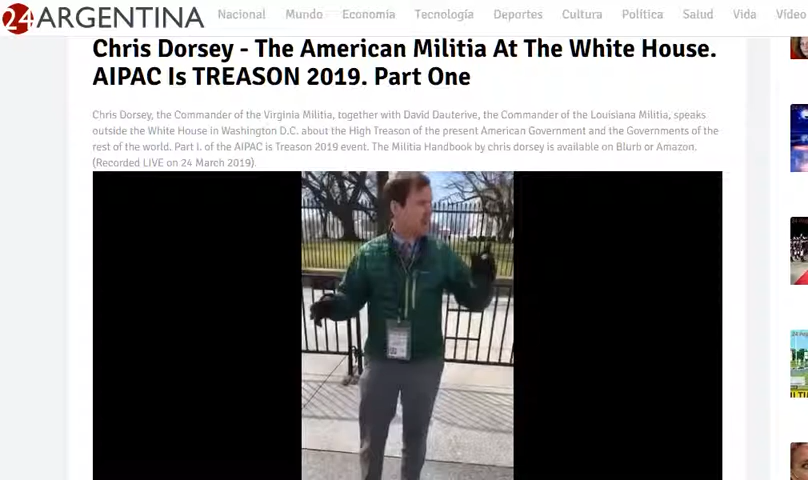 24 ARGENTINA
Nacional Mundo Economía Tecnología Deportes Cultura Política Salud Vida Vídeo
Chris Dorsey - The American Militia At The White House.
AIPAC Is TREASON 2019. Part One
Chris Dorsey, the Commander of the Virginia Militia, together with David Dauterive, the Commander of the Louisiana Militia, speaks
outside the White House in Washington D.C. about the High Treason of the present American Government and the Governments of the
rest of the world. Part I. of the AIPAC is Treason 2019 event. The Militia Handbook by chris dorsey is available on Blurb or Amazon.
(Recorded LIVE on 24 March 2019).